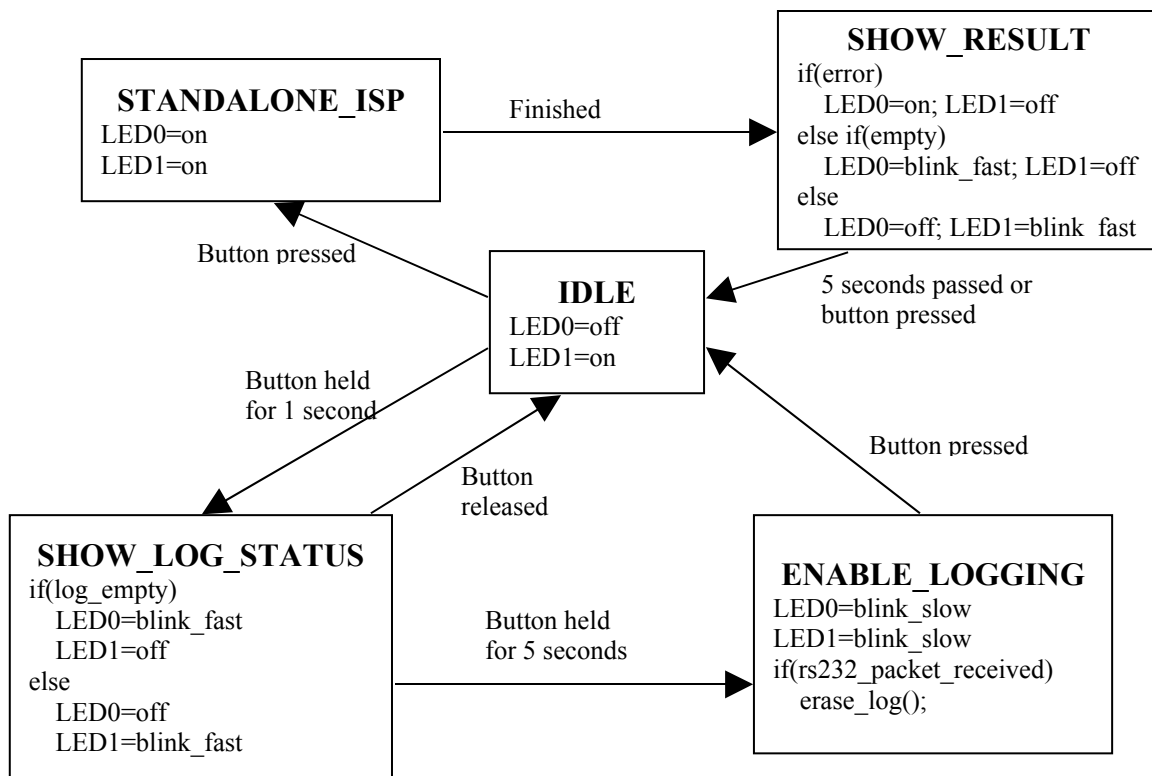 STANDALONE_ISP
LED0=on
LED1=on
Finished
SHOW_RESULT
if(error)
LED0=on; LED1=off
else if(empty)
LED0=blink_fast; LED1=off
else
LED0=off; LED1=blink_fast
Button pressed
IDLE
LED0=off
LED1=on
5 seconds passed or
button pressed
Button held
for 1 second
Button
released
Button pressed
SHOW_LOG_STATUS
if(log_empty)
LED0=blink_fast
LED1=off
else
LED0=off
LED1=blink_fast
Button held
for 5 seconds
ENABLE_LOGGING
LED0=blink_slow
LED1=blink_slow
if(rs232_packet_received)
erase_log();